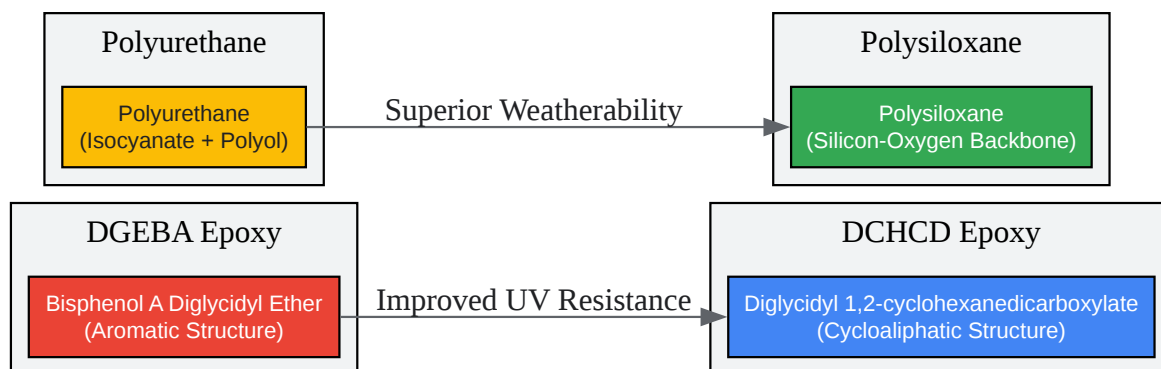 Polyurethane
Polysiloxane
Polyurethane
(Isocyanate + Polyol)
Superior Weatherability
Polysiloxane
(Silicon-Oxygen Backbone)
DGEBA Epoxy
DCHCD Epoxy
Bisphenol A Diglycidyl Ether
(Aromatic Structure)
Improved UV Resistance
Diglycidyl 1,2-cyclohexanedicarboxylate
(Cycloaliphatic Structure)